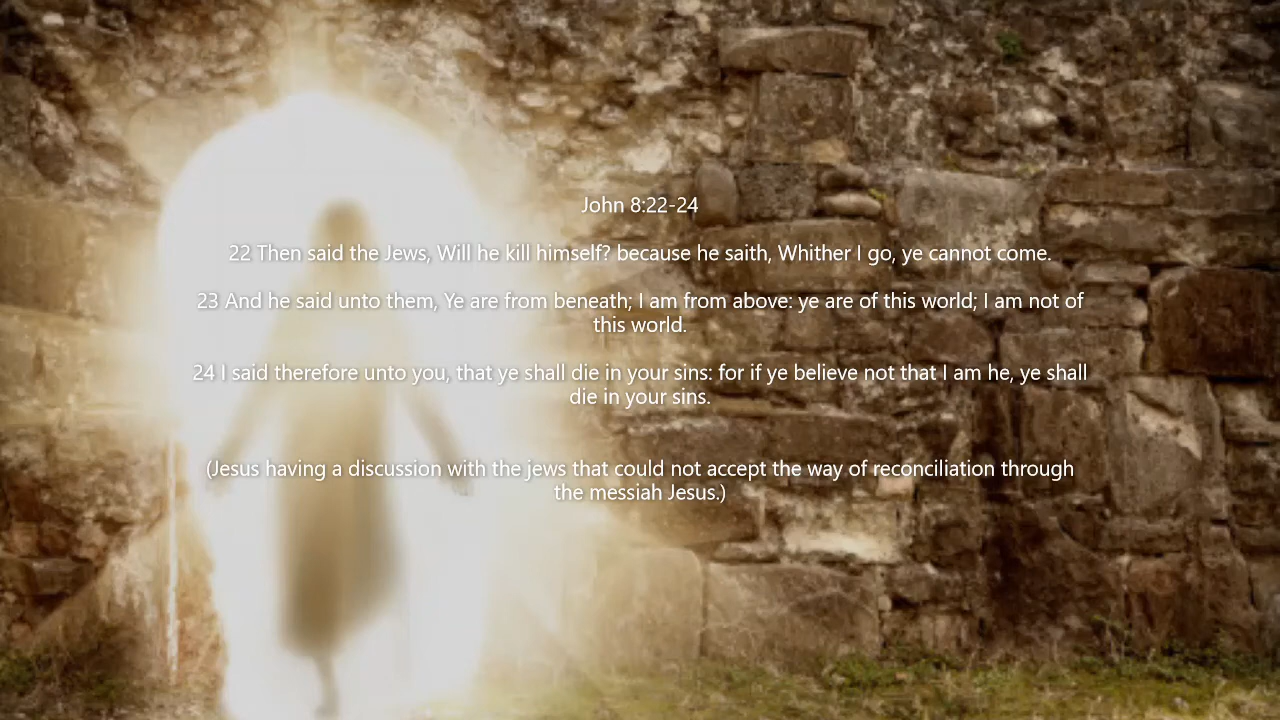 John 8:22-24
22 Then said the Jews, Will he kill himself? because he saith, Whither I go, ye cannot come.
23 And he said unto them, Ye are from beneath; I am from above: ye are of this world; I am not of
this world.
24 I said therefore unto you, that ye shall die in your sins: for if ye believe not that I am he, ye shall
die in your sins.
(Jesus having a discussion with the jews that could not accept the way of reconciliation through
the messiah Jesus.)